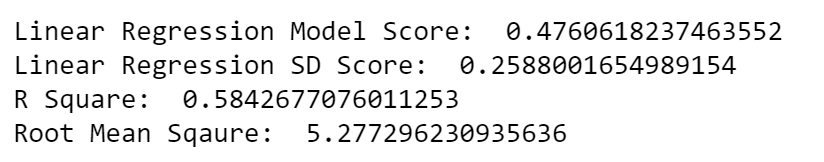 Linear Regression Model Score:  0.4760618237463552
Linear Regression SD Score:  0.2588001654989154
R Square:  0.5842677076011253
Root Mean Sqaure:  5.277296230935636